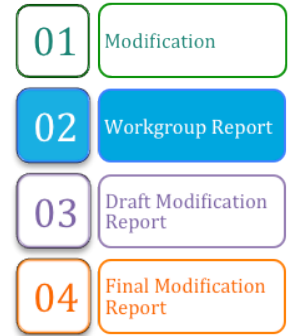 01 Modification
02 Workgroup Report
03 Draft Modification
Report
04 Final Modification
Report